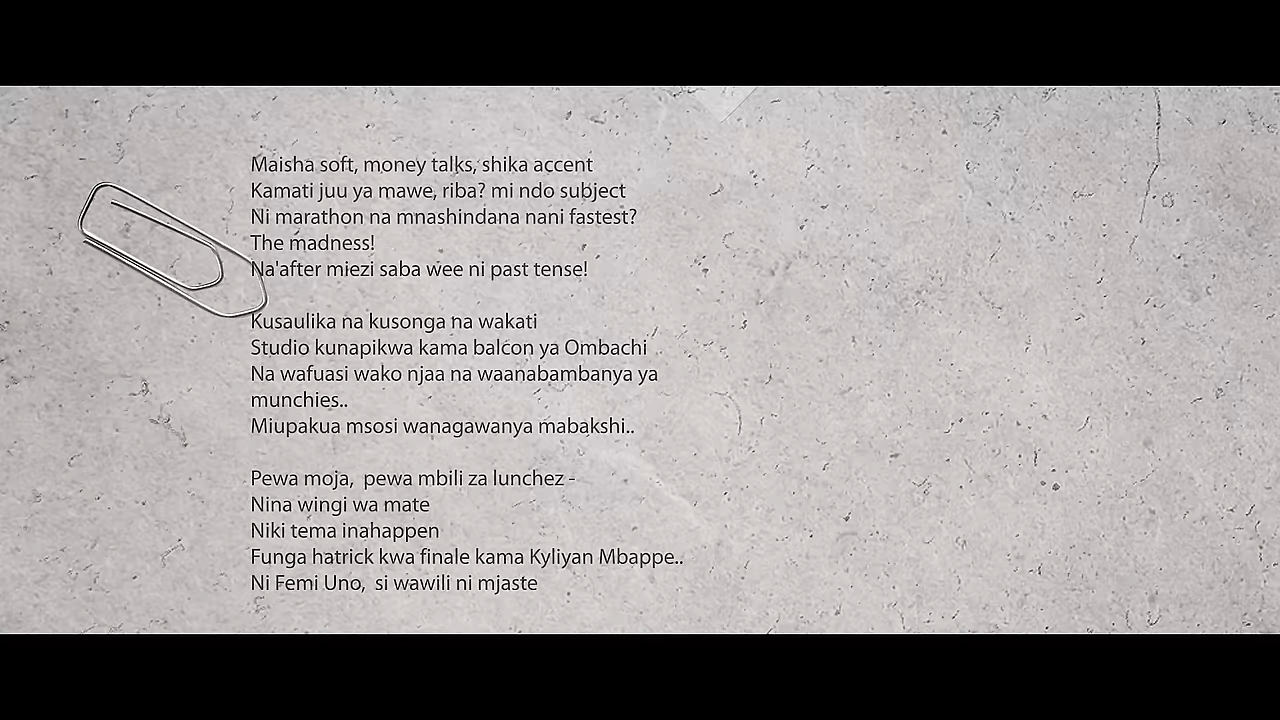 Maisha soft, money talks, shika accent
Kamati juu ya mawe, riba? mi ndo subject
Ni marathon na mnashindana nani fastest?
The madness!
Na'after miezi saba wee ni past tense!
Kusaulika na kusonga na wakati
Studio kunapikwa kama balcon ya Ombachi
Na wafuasi wako njaa na waanabambanya ya
munchies..
Miupakua msosi wanagawanya mabakshi..
Pewa moja,  pewa mbili za lunchez -
Nina wingi wa mate
Niki tema inahappen
Funga hatrick kwa finale kama Kyliyan Mbappe..
Ni Femi Uno,  si wawili ni mjaste